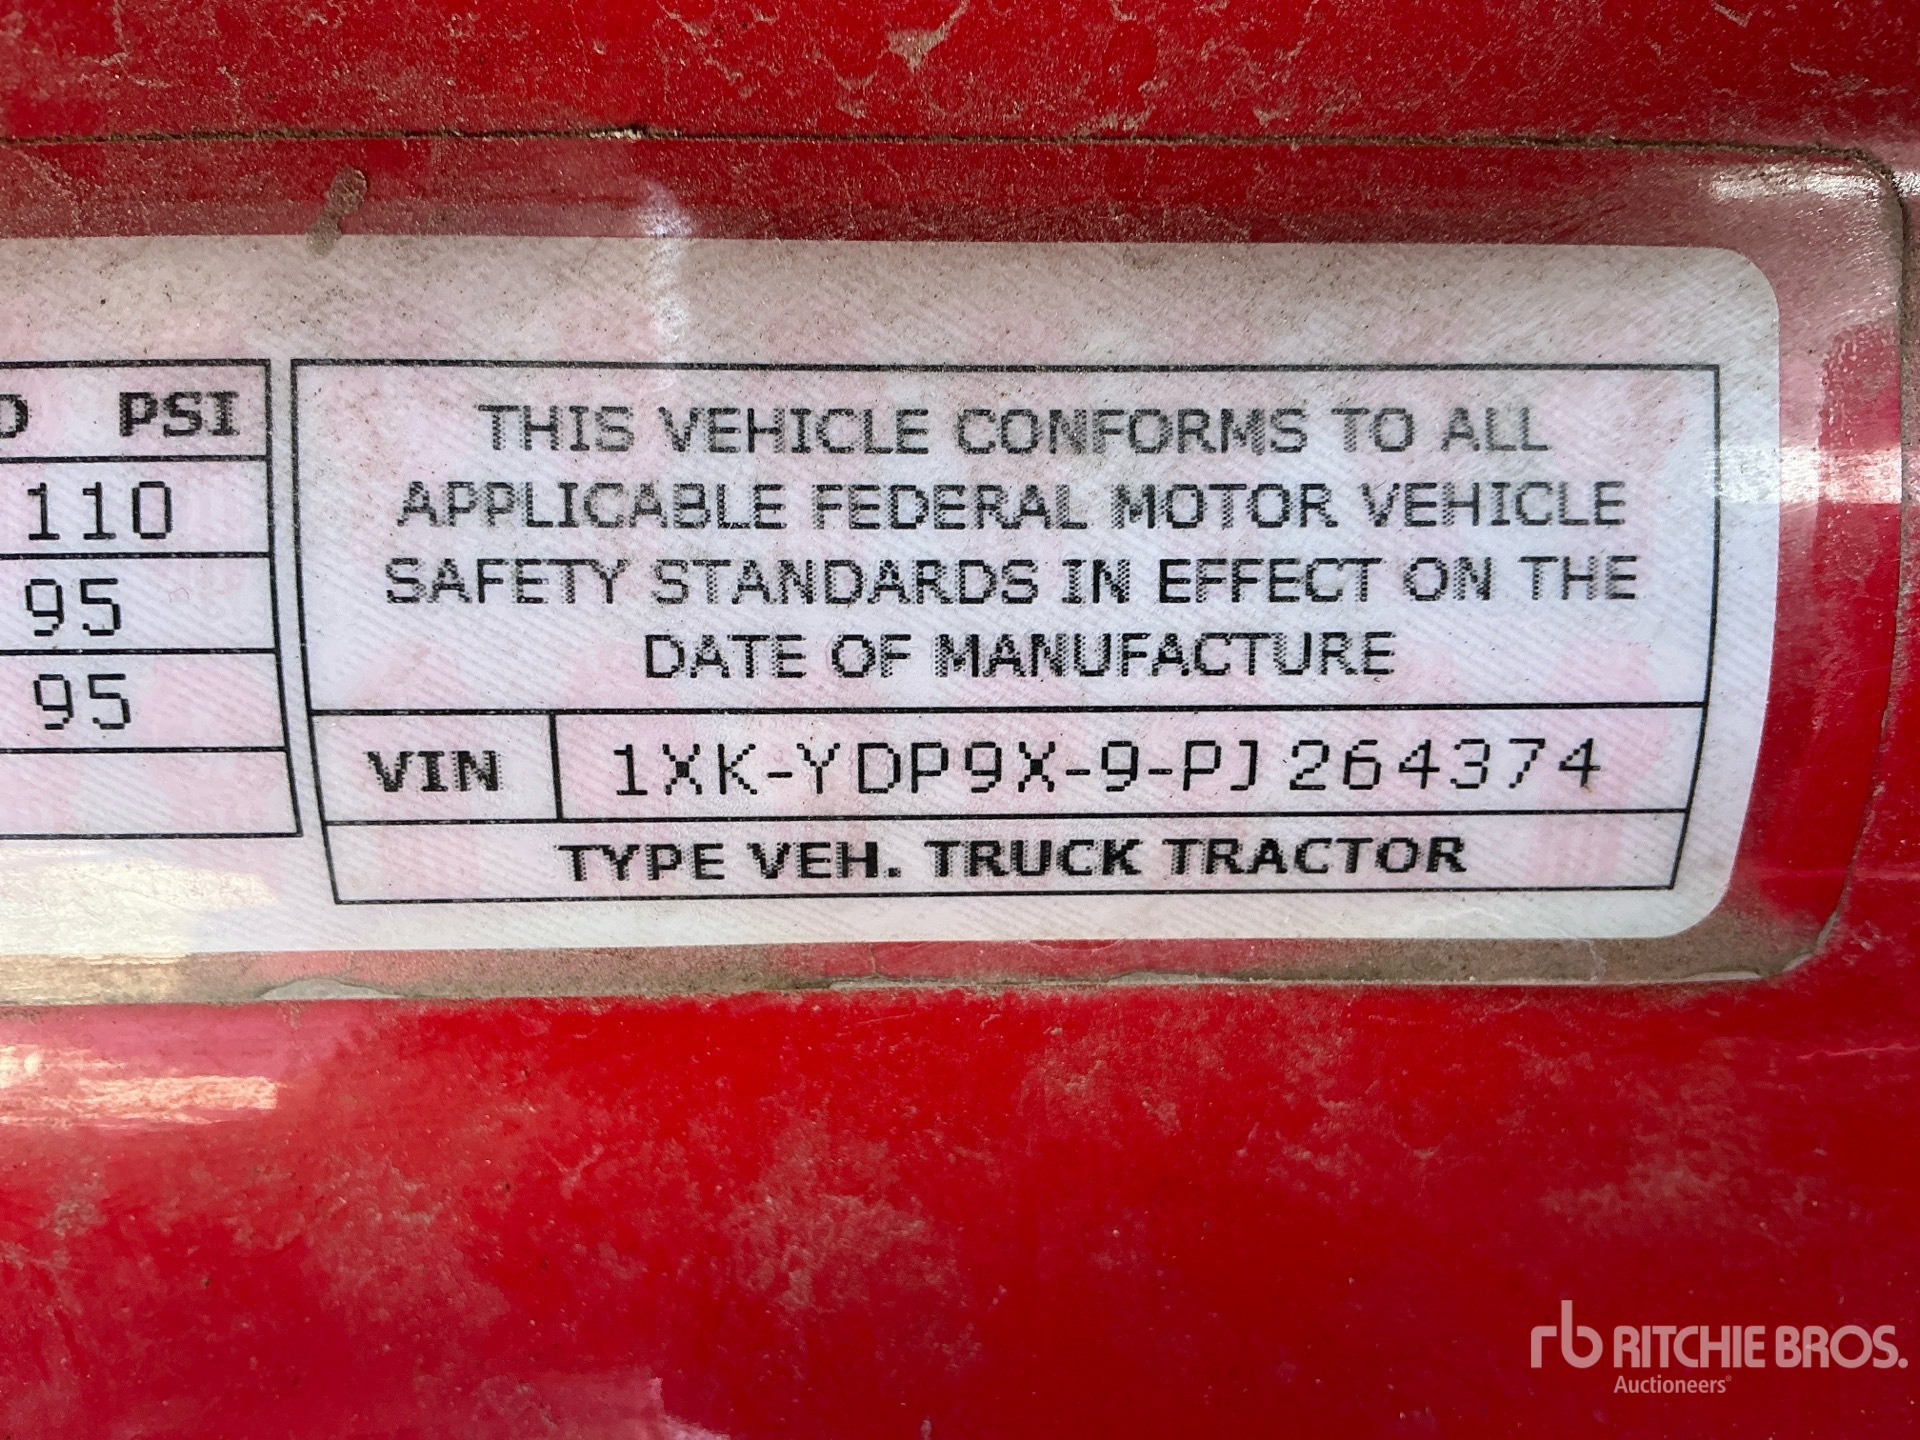 D PSI
110
95
95
THIS VEHICLE CONFORMS TO ALL
APPLICABLE FEDERAL MOTOR VEHICLE
SAFETY STANDARDS IN EFFECT ON THE
DATE OF MANUFACTURE
VIN 1XK-YDP9X-9-PJ264374
TYPE VEH. TRUCK TRACTOR
rb RITCHIE BROS.
Auctioneers®